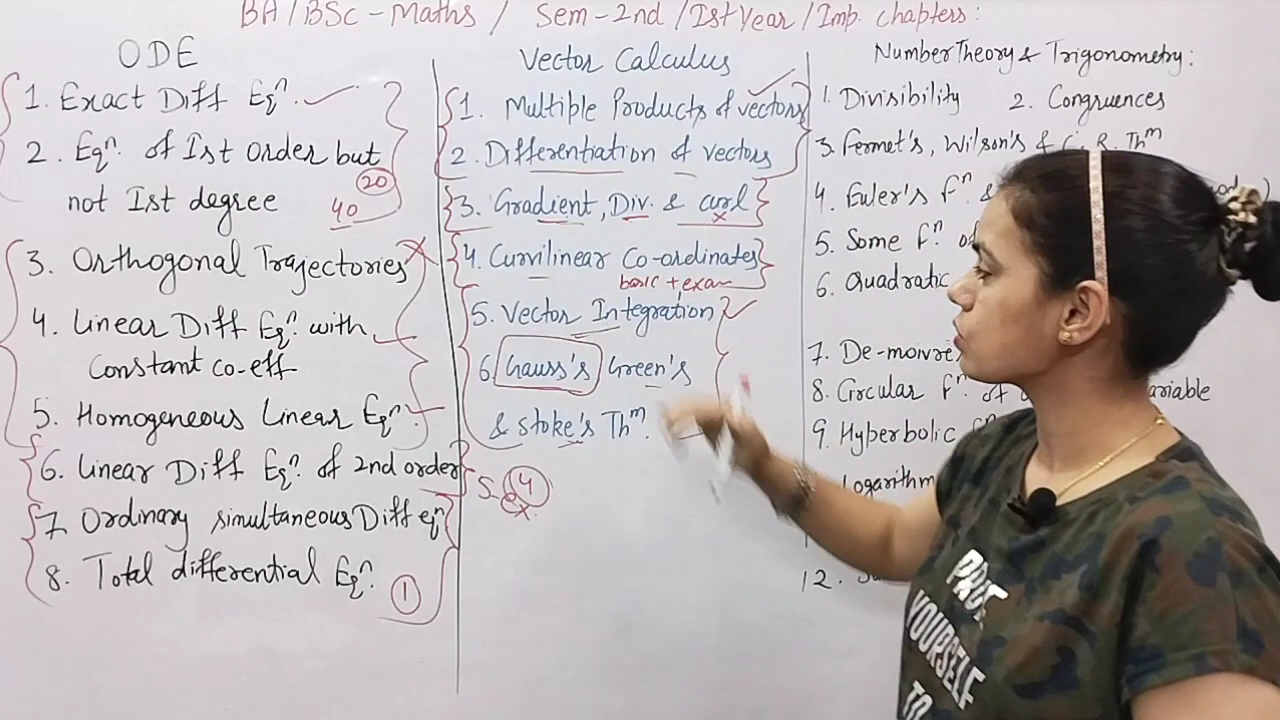 BA/BSc-Maths / Sem-2nd/Ist Year/Imp. chapters:
ODE
1. Exact Diff Eqn.
2. Eqn. of Ist order but
not Ist degree
20
40
3. Orthogonal Trajectories
4. Linear Diff Eqn. with
Constant co-eff
5. Homogeneous Linear Eqn.
6. Linear Diff Eqn. of 2nd order
7. Ordinary simultaneous Diff eqn
8. Total differential Eqn.
1
Vector Calculus
1. Multiple Products of vectors
2. Differentiation of vectors
3. Gradient, Div. & curl
4. Curvilinear Co-ordinates
basic + exam
5. Vector Integration
6. Gauss's Green's
& stoke's Thm.
4
Number Theory & Trigonometry:
1. Divisibility 2. Congruences
3. Fermet's, Wilson's & R. Thm
4. Euler's fn &
5. Some fn.
6. Quadratic
7. De-moivre
8. Circular fn. of
9. Hyperbolic
Logarithm
12.
PROVE
YOURSELF
TO